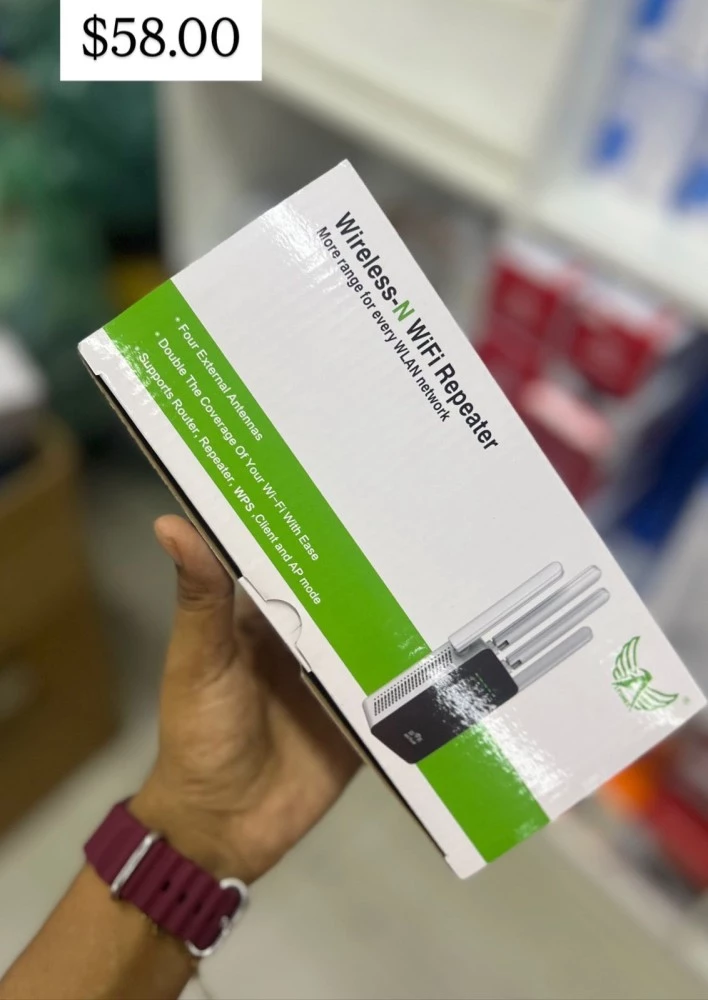 $58.00
Wireless-N WiFi Repeater
More range for every WLAN network
* Four External Antennas
* Double The Coverage Of Your Wi-Fi With Ease
* Supports Router, Repeater, WPS ,Client and AP mode